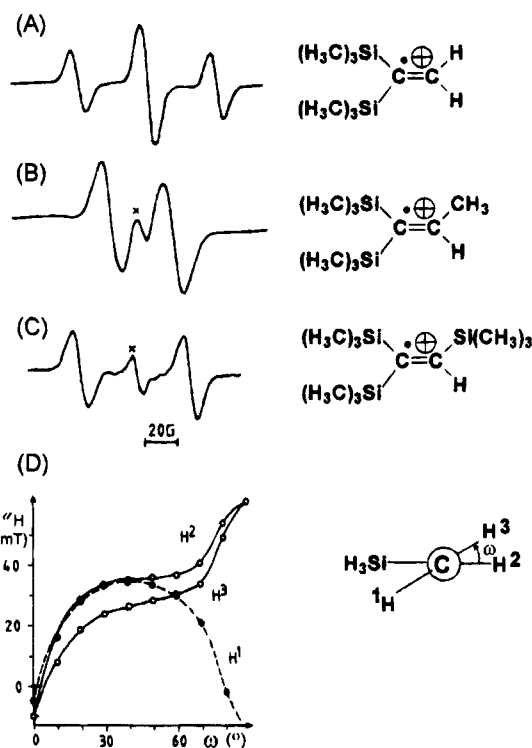 (A)
(H₃C)₃Si
H
C=C
H
(H₃C)₃Si
(B)
×
(H₃C)₃Si
CH₃
C=C
H
(H₃C)₃Si
(C)
×
(H₃C)₃Si
Si(CH₃)₃
C=C
H
(H₃C)₃Si
20G
(D)
aH
mT)
40
20
0
0
30
60
ω (°)
H²
H³
H¹
H₃Si
C
H³
ω
H²
¹H